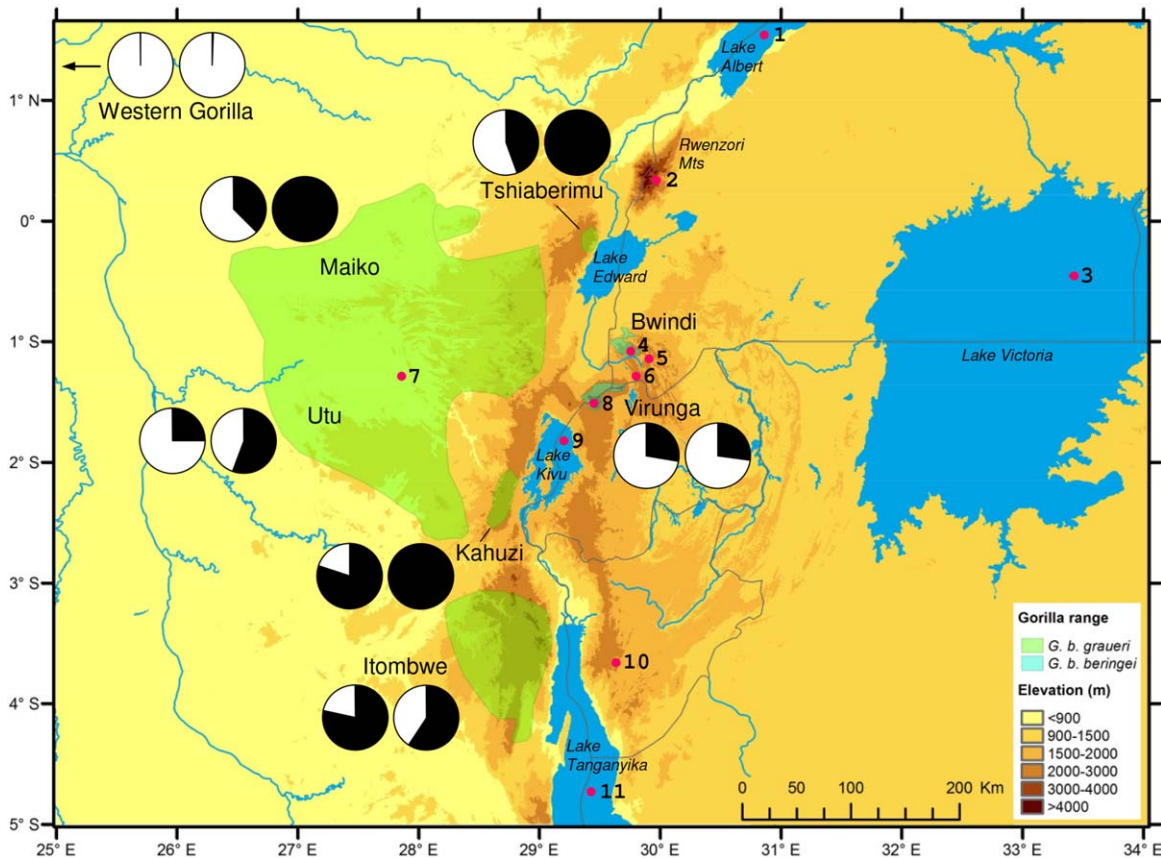 1
Lake
Albert
Western Gorilla
1° N
Rwenzori
Mts
2
Tshiaberimu
0°
Maiko
Lake
Edward
3
Bwindi
4
1° S
5
Lake Victoria
6
7
8
Virunga
Utu
9
Lake
Kivu
2° S
Kahuzi
3° S
Gorilla range
G. b. graueri
G. b. beringei
Itombwe
10
Elevation (m)
<900
900-1500
1500-2000
2000-3000
3000-4000
>4000
4° S
Lake
Tanganyika
11
0 50 100 200 Km
5° S
25° E 26° E 27° E 28° E 29° E 30° E 31° E 32° E 33° E 34° E